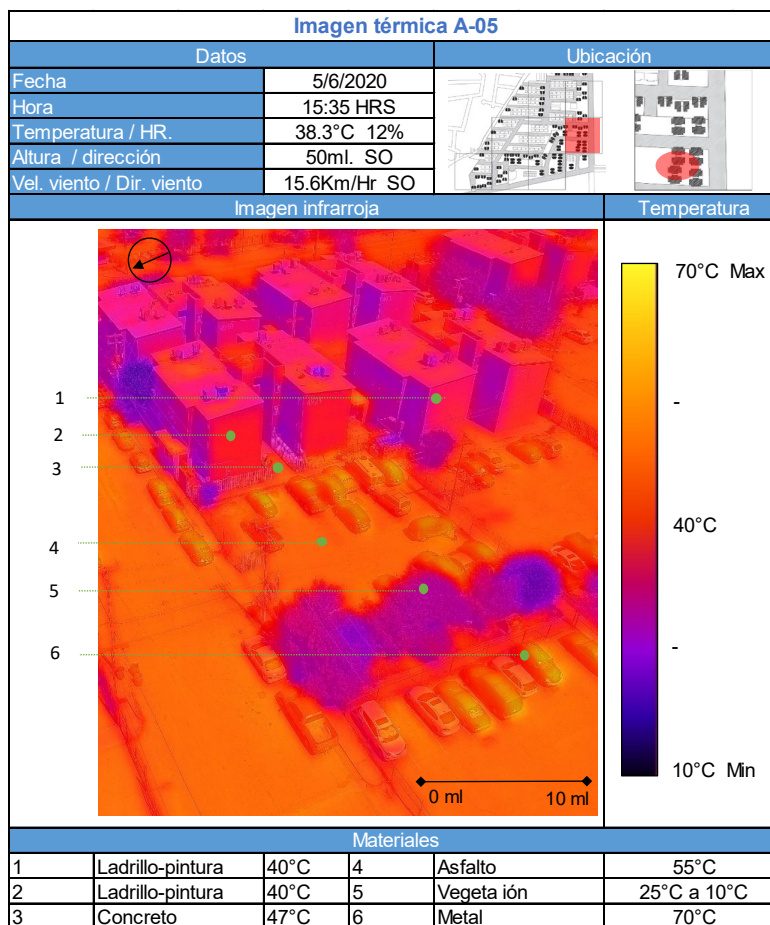 Imagen térmica A-05
Datos Ubicación
Fecha 5/6/2020
Hora 15:35 HRS
Temperatura / HR. 38.3°C 12%
Altura / dirección 50ml. SO
Vel. viento / Dir. viento 15.6Km/Hr SO
Imagen infrarroja Temperatura
70°C Max
1
-
2
3
40°C
4
5
-
6
10°C Min
0 ml 10 ml
Materiales
1 Ladrillo-pintura 40°C 4 Asfalto 55°C
2 Ladrillo-pintura 40°C 5 Vegeta ión 25°C a 10°C
3 Concreto 47°C 6 Metal 70°C